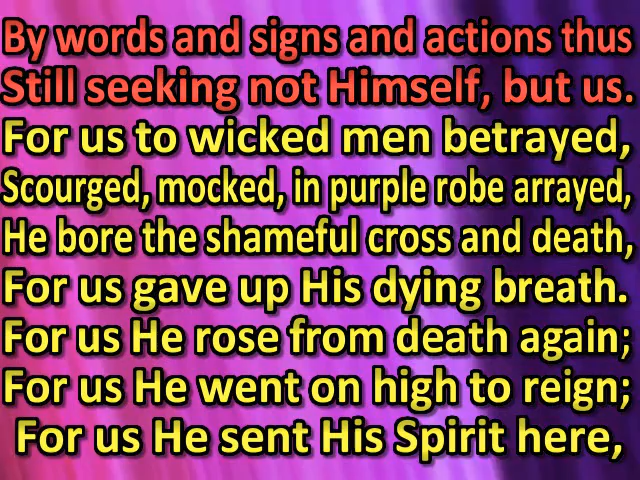 By words and signs and actions thus
Still seeking not Himself, but us.
For us to wicked men betrayed,
Scourged, mocked, in purple robe arrayed,
He bore the shameful cross and death,
For us gave up His dying breath.
For us He rose from death again;
For us He went on high to reign;
For us He sent His Spirit here,